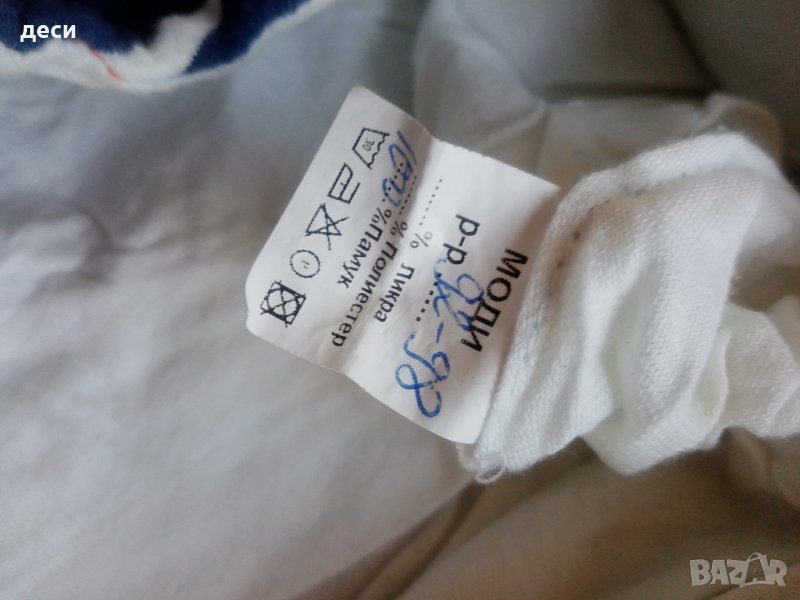 деси
МОДИ
р-р........ 92-98
........% Ликра
........% Полиестер
100 % Памук
30
BAZAR